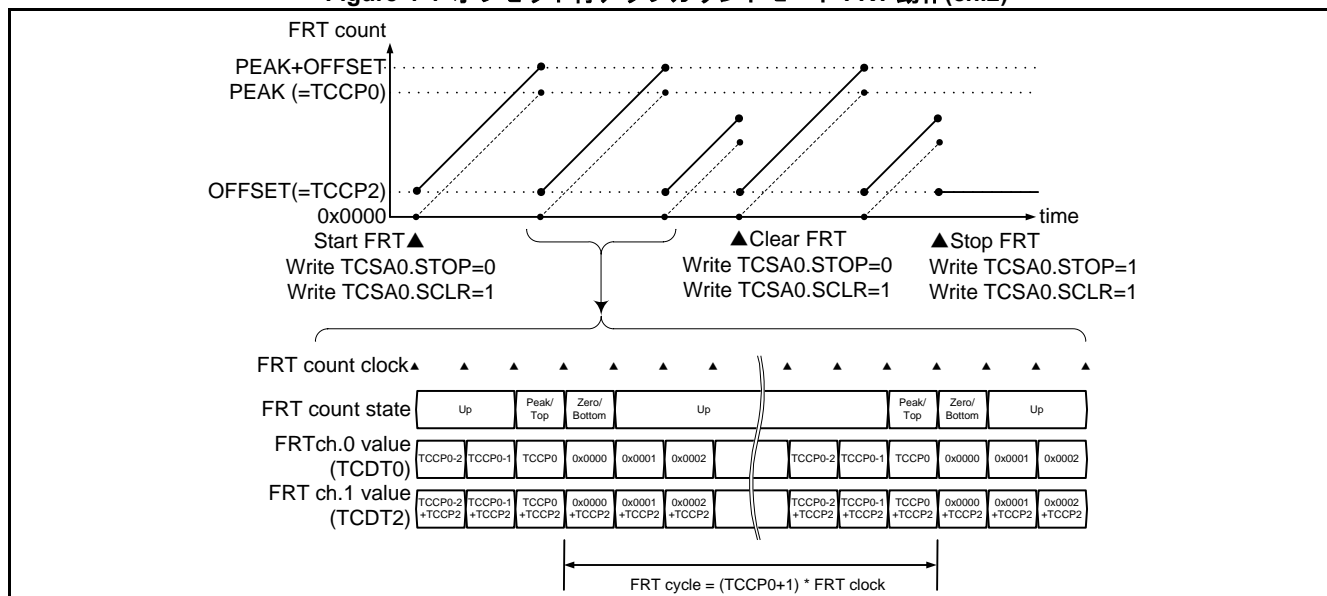 FRT count
PEAK+OFFSET
PEAK (=TCCP0)
OFFSET(=TCCP2)
0x0000
time
Start FRT▲
Write TCSA0.STOP=0
Write TCSA0.SCLR=1
▲Clear FRT
Write TCSA0.STOP=0
Write TCSA0.SCLR=1
▲Stop FRT
Write TCSA0.STOP=1
Write TCSA0.SCLR=1
FRT count clock
FRT count state
Up
Peak/
Top
Zero/
Bottom
Up
Peak/
Top
Zero/
Bottom
Up
FRTch.0 value
(TCDT0)
TCCP0-2 TCCP0-1 TCCP0 0x0000 0x0001 0x0002 TCCP0-2 TCCP0-1 TCCP0 0x0000 0x0001 0x0002
FRT ch.1 value
(TCDT2)
TCCP0-2 TCCP0-1 TCCP0 0x0000 0x0001 0x0002 TCCP0-2 TCCP0-1 TCCP0 0x0000 0x0001 0x0002
+TCCP2 +TCCP2 +TCCP2 +TCCP2 +TCCP2 +TCCP2 +TCCP2 +TCCP2 +TCCP2 +TCCP2 +TCCP2 +TCCP2
FRT cycle = (TCCP0+1) * FRT clock